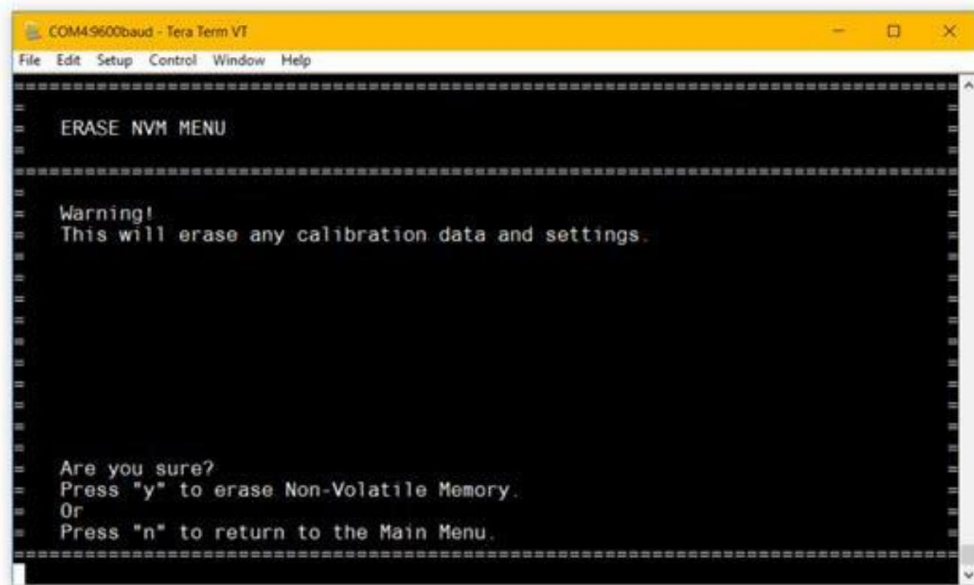 COM4:9600baud - Tera Term VT
File Edit Setup Control Window Help
ERASE NVM MENU
Warning!
This will erase any calibration data and settings.
Are you sure?
Press "y" to erase Non-Volatile Memory.
Or
Press "n" to return to the Main Menu.